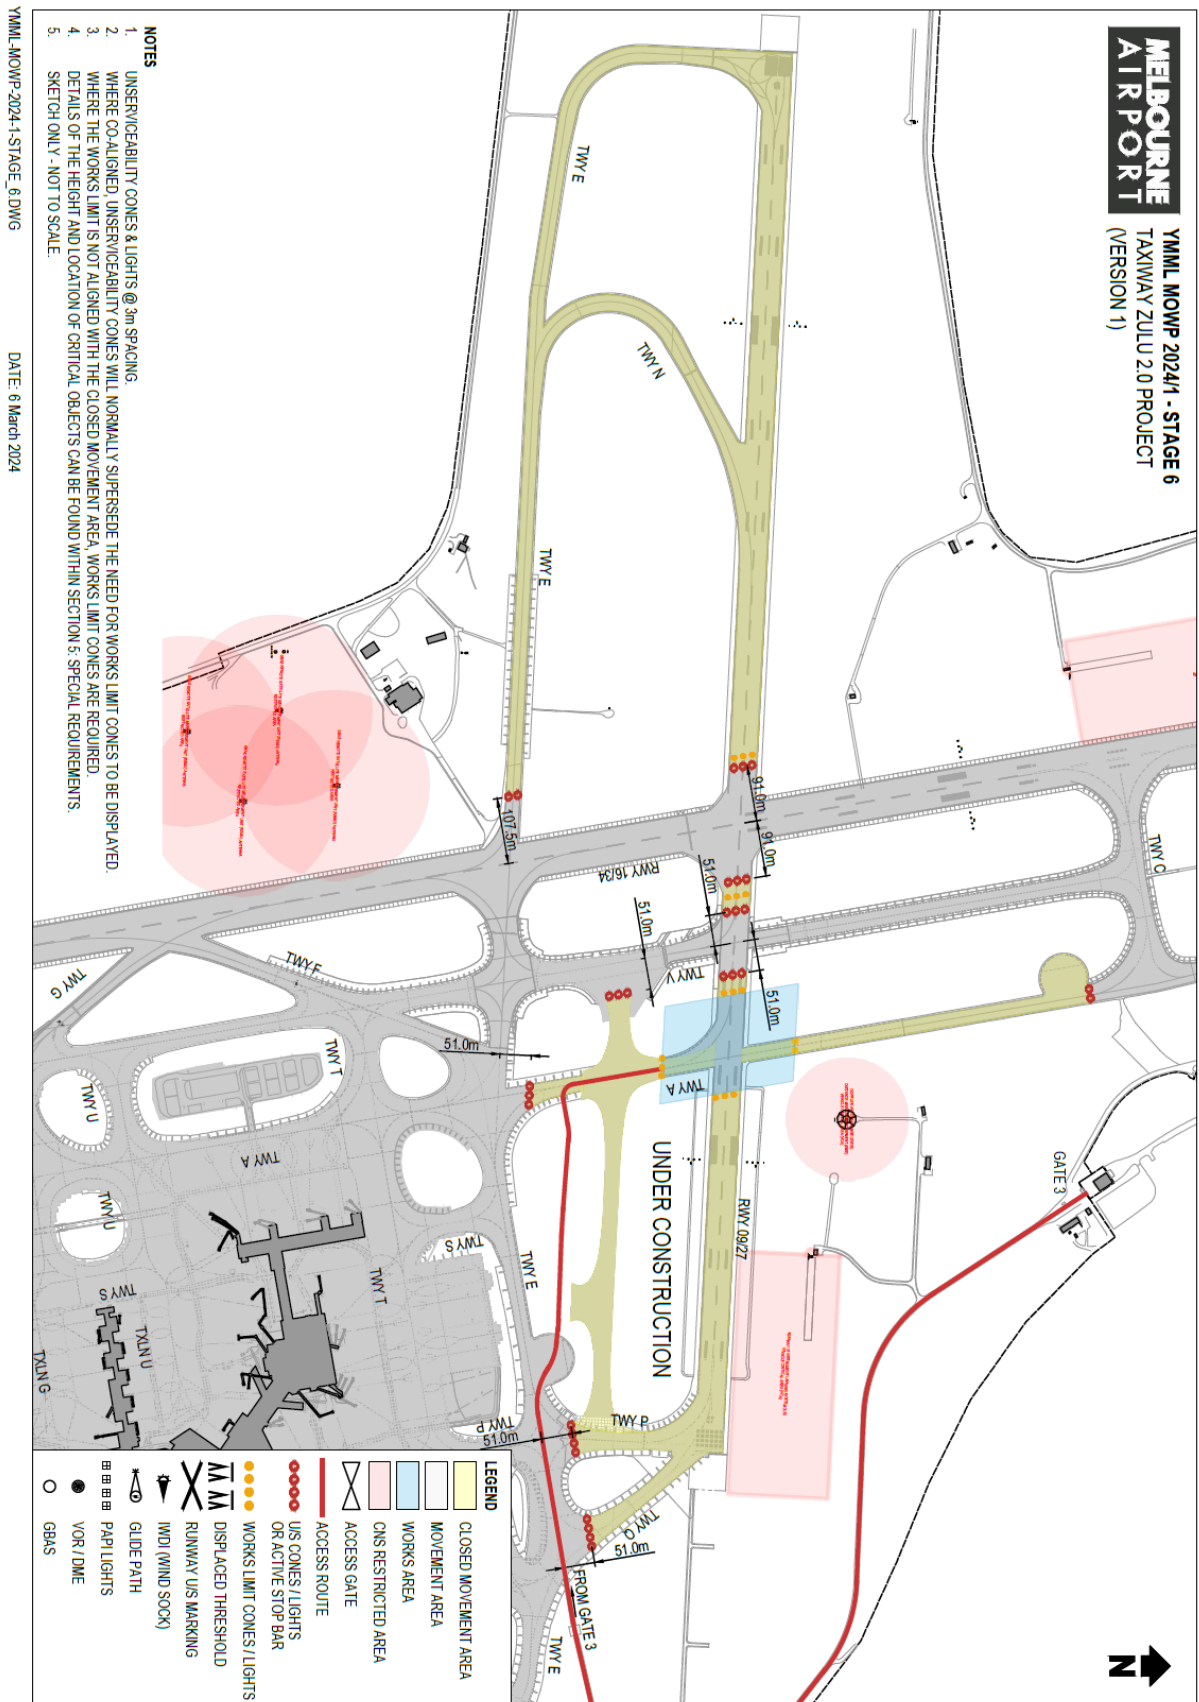 MELBOURNE
AIRPORT
YMML MOWP 2024/1 - STAGE 6
TAXIWAY ZULU 2.0 PROJECT
(VERSION 1)
TWY E
TWY N
TWY E
91.0m
91.0m
107.5m
51.0m
51.0m
51.0m
RWY 16/34
TWY C
TWY V
TWY F
TWY G
51.0m
TWY T
TWY U
TWY A
TWY A
TWY U
TWY S
TWY S
TWY T
TWY E
TXLN U
TXLN G
UNDER CONSTRUCTION
RWY 09/27
GATE 3
TWY P
TWY P
51.0m
TWY Q
51.0m
FROM GATE 3
TWY E
N
LEGEND
CLOSED MOVEMENT AREA
MOVEMENT AREA
WORKS AREA
CNS RESTRICTED AREA
ACCESS GATE
ACCESS ROUTE
U/S CONES / LIGHTS
OR ACTIVE STOP BAR
WORKS LIMIT CONES / LIGHTS
DISPLACED THRESHOLD
RUNWAY U/S MARKING
IWDI (WIND SOCK)
GLIDE PATH
PAPI LIGHTS
VOR / DME
GBAS
NOTES
1. UNSERVICEABILITY CONES & LIGHTS @ 3m SPACING.
2. WHERE CO-ALIGNED, UNSERVICEABILITY CONES WILL NORMALLY SUPERSEDE THE NEED FOR WORKS LIMIT CONES TO BE DISPLAYED.
3. WHERE THE WORKS LIMIT IS NOT ALIGNED WITH THE CLOSED MOVEMENT AREA, WORKS LIMIT CONES ARE REQUIRED.
4. DETAILS OF THE HEIGHT AND LOCATION OF CRITICAL OBJECTS CAN BE FOUND WITHIN SECTION 5: SPECIAL REQUIREMENTS.
5. SKETCH ONLY - NOT TO SCALE.
YMML-MOWP-2024-1-STAGE_6.DWG
DATE: 6 March 2024